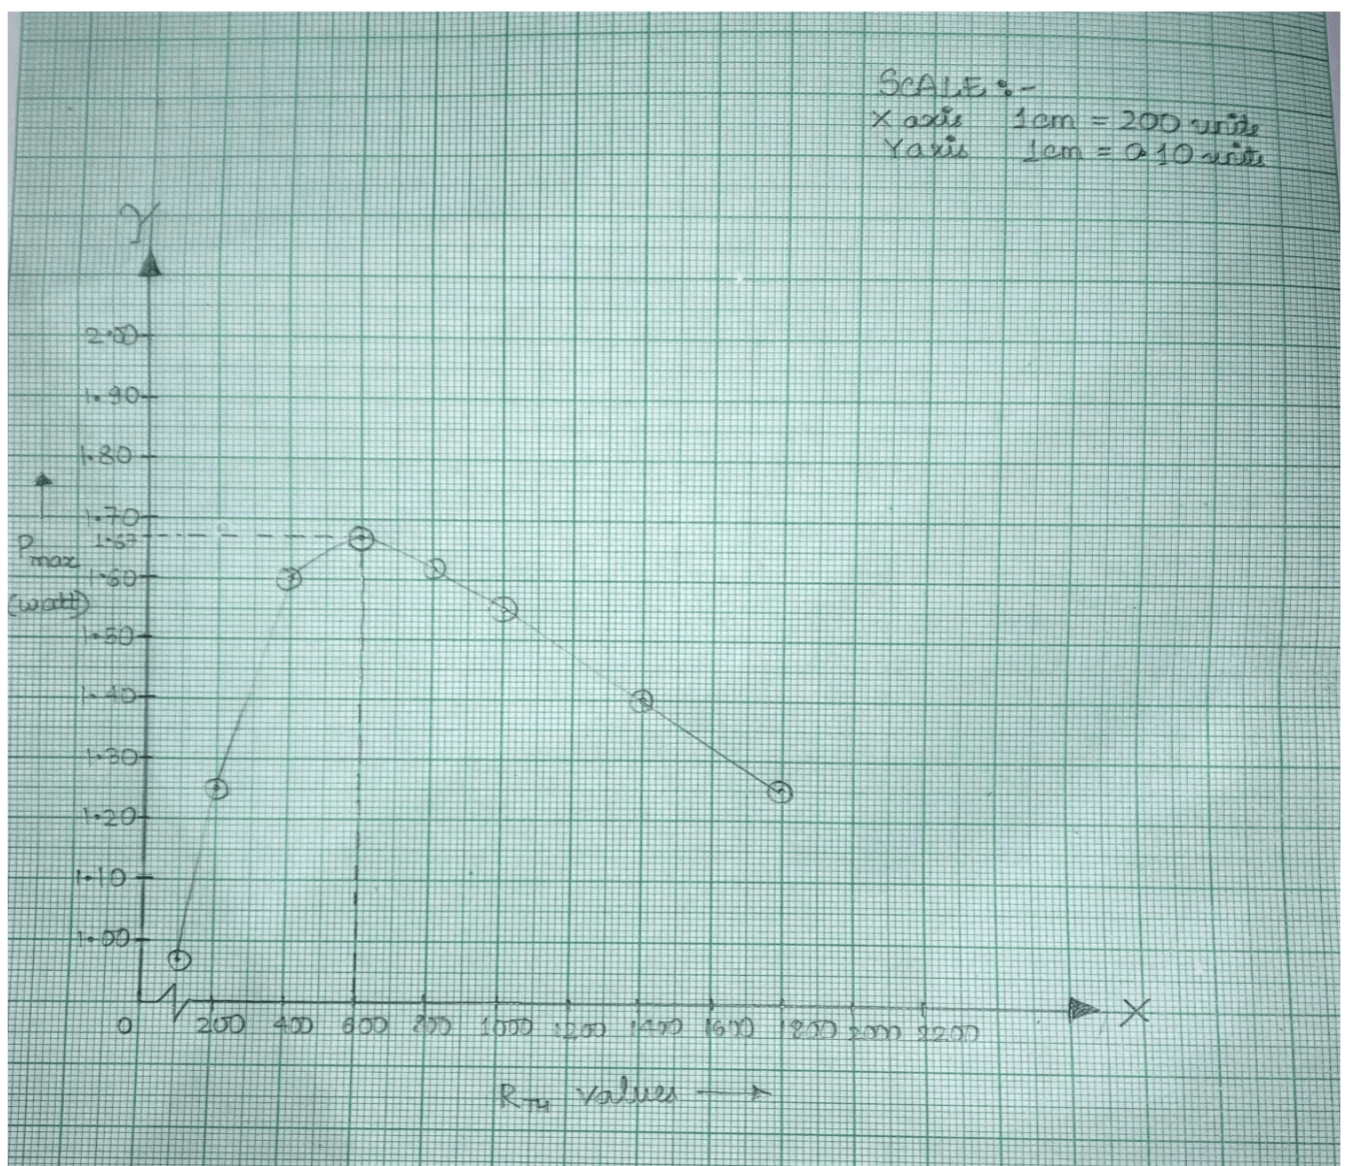 SCALE :-
X axis 1cm = 200 units
Y axis 1cm = 0.10 units
Y
2.00
1.90
1.80
1.70
1.67
Pmax
1.60
(watt)
1.50
1.40
1.30
1.20
1.10
1.00
0 200 400 600 800 1000 1200 1400 1600 1800 2000 2200
X
RTH values